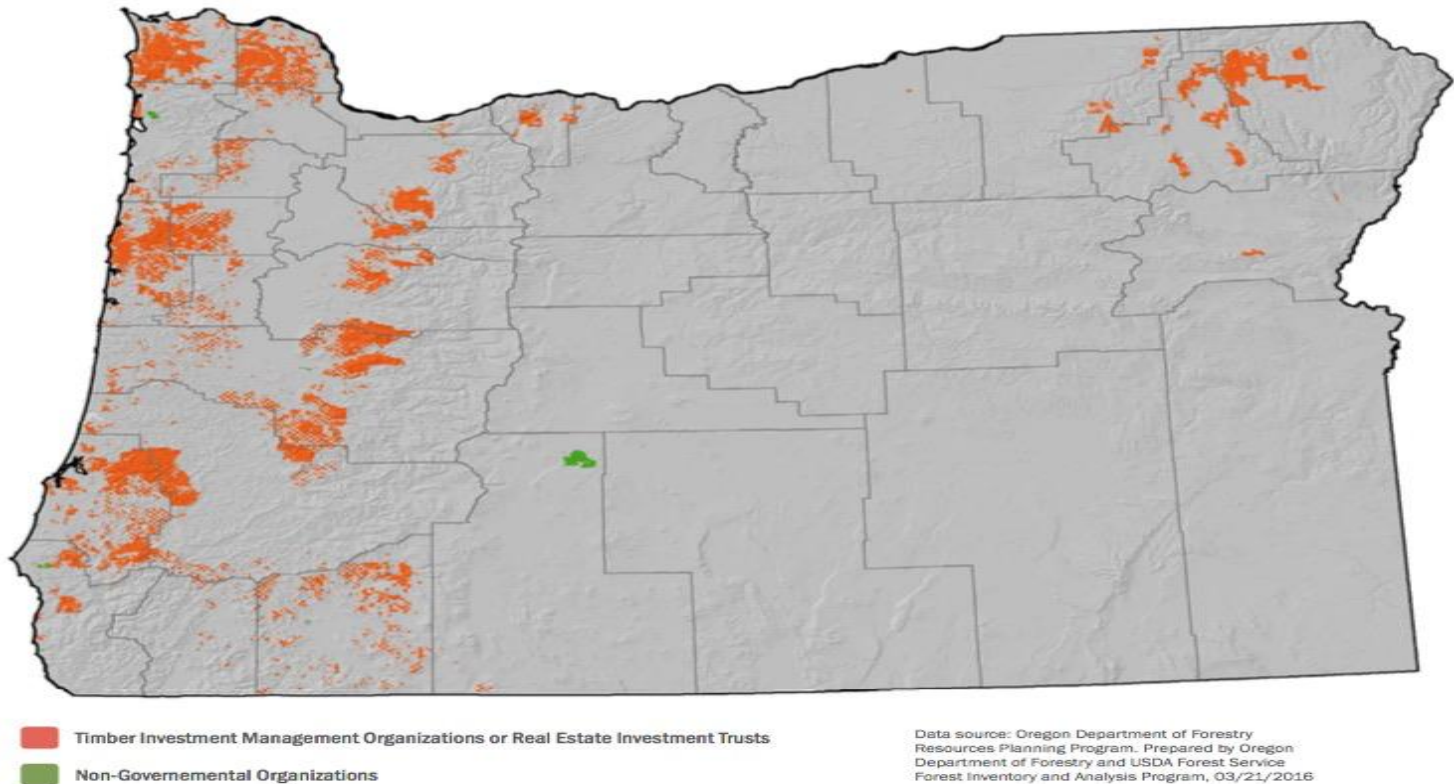 Timber Investment Management Organizations or Real Estate Investment Trusts
Non-Governemental Organizations
Data source: Oregon Department of Forestry
Resources Planning Program. Prepared by Oregon
Department of Forestry and USDA Forest Service
Forest Inventory and Analysis Program, 03/21/2016